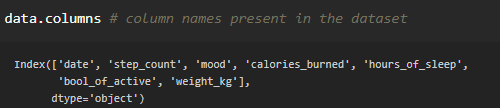 data.columns # column names present in the dataset
Index(['date', 'step_count', 'mood', 'calories_burned', 'hours_of_sleep',
'bool_of_active', 'weight_kg'],
dtype='object')